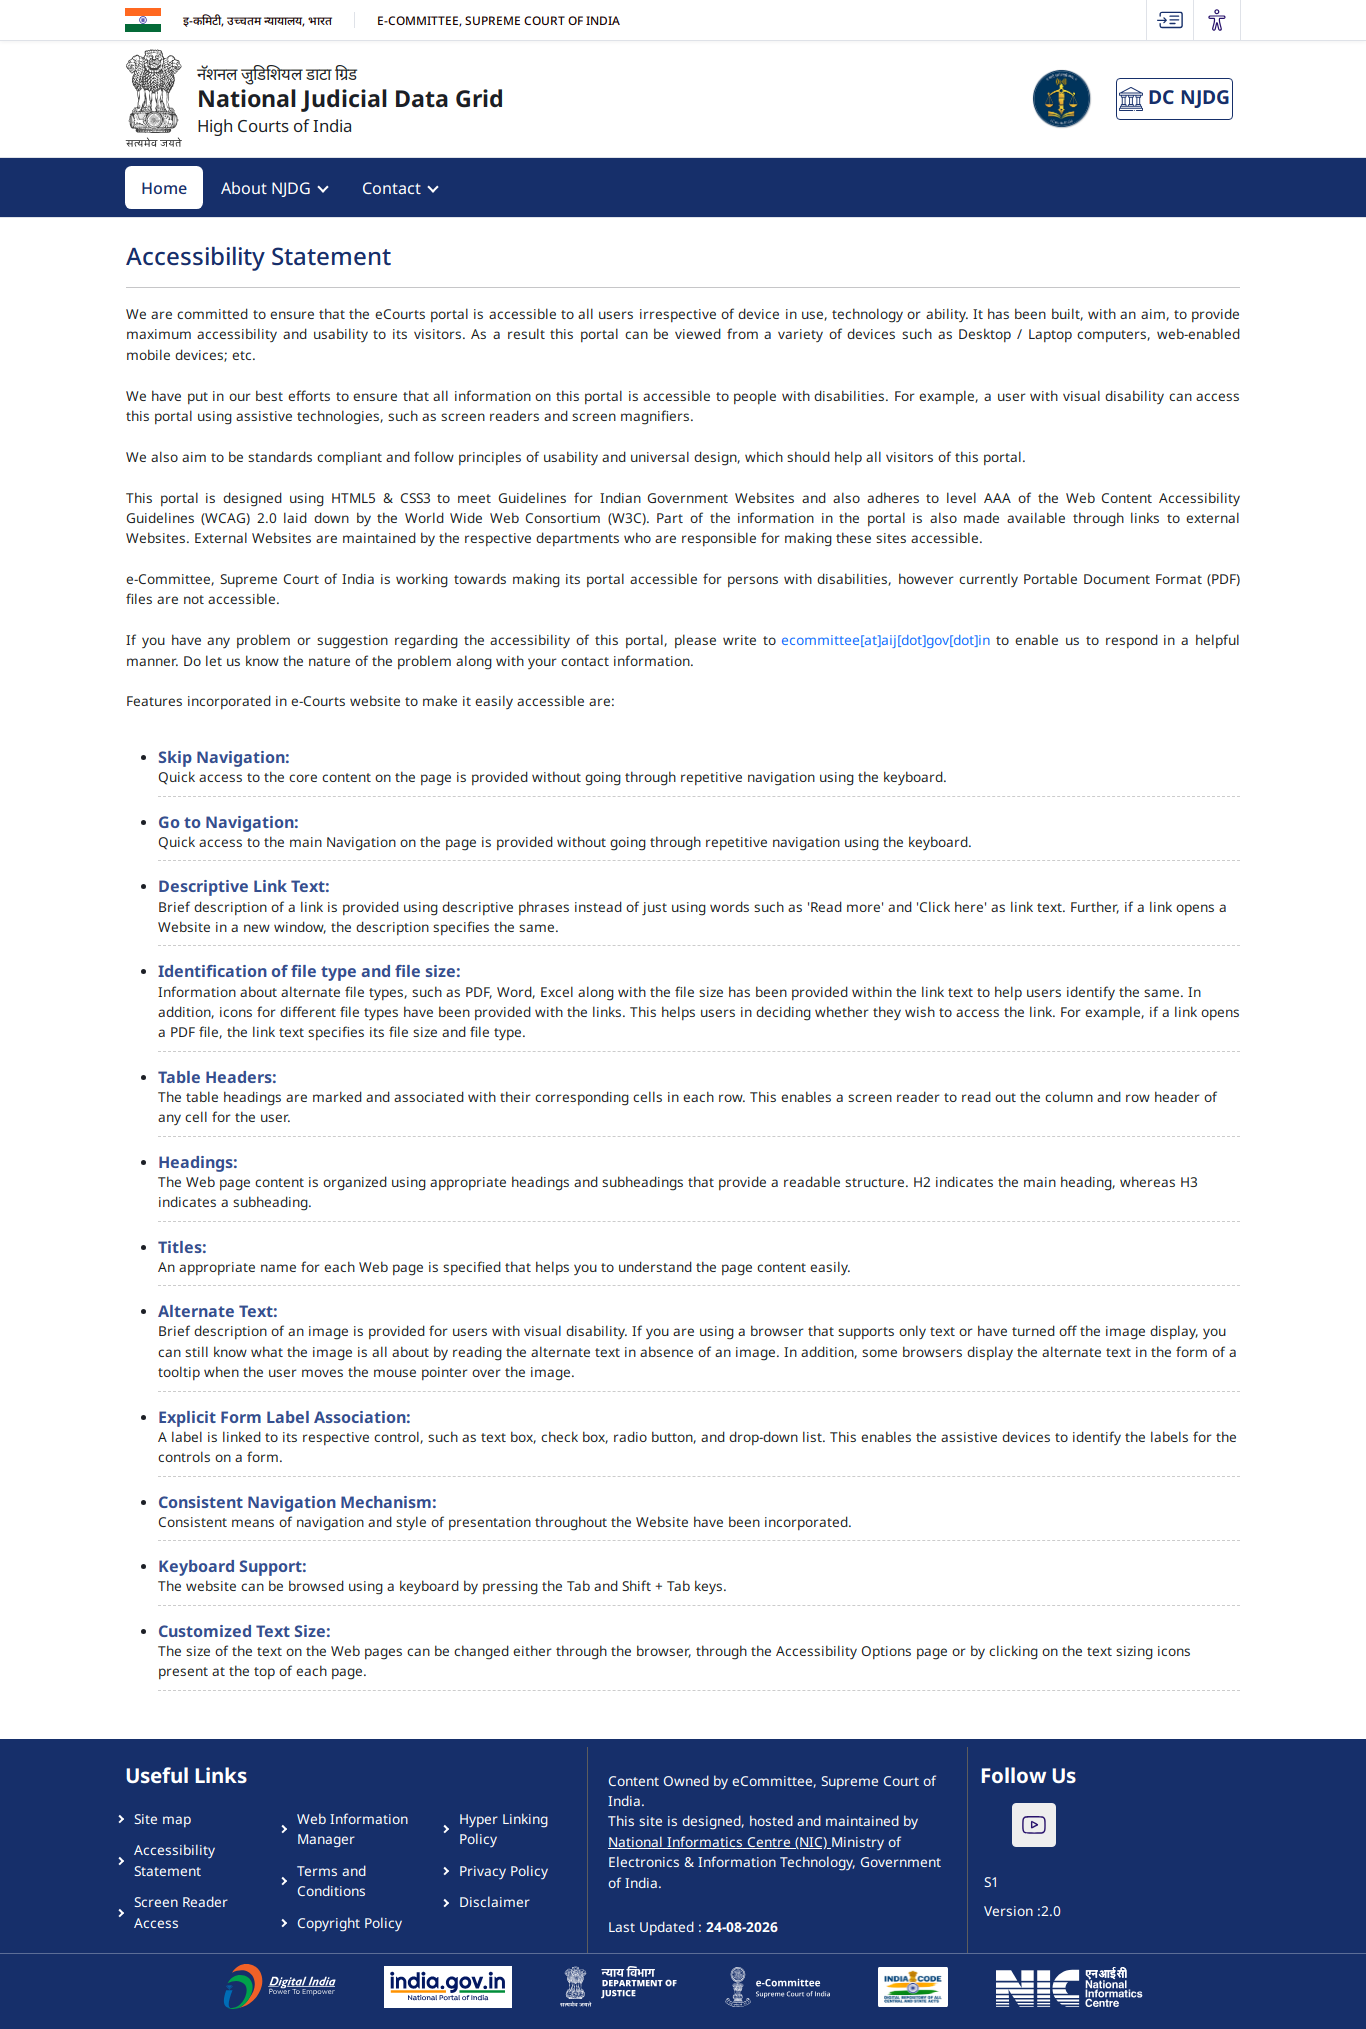 इ-कमिटी, उच्चतम न्यायालय, भारत
E-COMMITTEE, SUPREME COURT OF INDIA
सत्यमेव जयते
नॅशनल जुडिशियल डाटा ग्रिड
National Judicial Data Grid
High Courts of India
DC NJDG
Home
About NJDG
Contact
Accessibility Statement
We are committed to ensure that the eCourts portal is accessible to all users irrespective of device in use, technology or ability. It has been built, with an aim, to provide
maximum accessibility and usability to its visitors. As a result this portal can be viewed from a variety of devices such as Desktop / Laptop computers, web-enabled
mobile devices; etc.
We have put in our best efforts to ensure that all information on this portal is accessible to people with disabilities. For example, a user with visual disability can access
this portal using assistive technologies, such as screen readers and screen magnifiers.
We also aim to be standards compliant and follow principles of usability and universal design, which should help all visitors of this portal.
This portal is designed using HTML5 & CSS3 to meet Guidelines for Indian Government Websites and also adheres to level AAA of the Web Content Accessibility
Guidelines (WCAG) 2.0 laid down by the World Wide Web Consortium (W3C). Part of the information in the portal is also made available through links to external
Websites. External Websites are maintained by the respective departments who are responsible for making these sites accessible.
e-Committee, Supreme Court of India is working towards making its portal accessible for persons with disabilities, however currently Portable Document Format (PDF)
files are not accessible.
If you have any problem or suggestion regarding the accessibility of this portal, please write to ecommittee[at]aij[dot]gov[dot]in to enable us to respond in a helpful
manner. Do let us know the nature of the problem along with your contact information.
Features incorporated in e-Courts website to make it easily accessible are:
Skip Navigation:
Quick access to the core content on the page is provided without going through repetitive navigation using the keyboard.
Go to Navigation:
Quick access to the main Navigation on the page is provided without going through repetitive navigation using the keyboard.
Descriptive Link Text:
Brief description of a link is provided using descriptive phrases instead of just using words such as 'Read more' and 'Click here' as link text. Further, if a link opens a
Website in a new window, the description specifies the same.
Identification of file type and file size:
Information about alternate file types, such as PDF, Word, Excel along with the file size has been provided within the link text to help users identify the same. In
addition, icons for different file types have been provided with the links. This helps users in deciding whether they wish to access the link. For example, if a link opens
a PDF file, the link text specifies its file size and file type.
Table Headers:
The table headings are marked and associated with their corresponding cells in each row. This enables a screen reader to read out the column and row header of
any cell for the user.
Headings:
The Web page content is organized using appropriate headings and subheadings that provide a readable structure. H2 indicates the main heading, whereas H3
indicates a subheading.
Titles:
An appropriate name for each Web page is specified that helps you to understand the page content easily.
Alternate Text:
Brief description of an image is provided for users with visual disability. If you are using a browser that supports only text or have turned off the image display, you
can still know what the image is all about by reading the alternate text in absence of an image. In addition, some browsers display the alternate text in the form of a
tooltip when the user moves the mouse pointer over the image.
Explicit Form Label Association:
A label is linked to its respective control, such as text box, check box, radio button, and drop-down list. This enables the assistive devices to identify the labels for the
controls on a form.
Consistent Navigation Mechanism:
Consistent means of navigation and style of presentation throughout the Website have been incorporated.
Keyboard Support:
The website can be browsed using a keyboard by pressing the Tab and Shift + Tab keys.
Customized Text Size:
The size of the text on the Web pages can be changed either through the browser, through the Accessibility Options page or by clicking on the text sizing icons
present at the top of each page.
Useful Links
Site map
Accessibility
Statement
Screen Reader
Access
Web Information
Manager
Terms and
Conditions
Copyright Policy
Hyper Linking
Policy
Privacy Policy
Disclaimer
Content Owned by eCommittee, Supreme Court of
India.
This site is designed, hosted and maintained by
National Informatics Centre (NIC) Ministry of
Electronics & Information Technology, Government
of India.
Last Updated : 24-08-2026
Follow Us
S1
Version :2.0
Digital India
Power To Empower
india.gov.in
National Portal of India
सत्यमेव जयते
न्याय विभाग
DEPARTMENT OF
JUSTICE
e-Committee
Supreme Court of India
INDIA CODE
DIGITAL REPOSITORY OF ALL
CENTRAL AND STATE ACTS
NIC
एनआईसी
National
Informatics
Centre